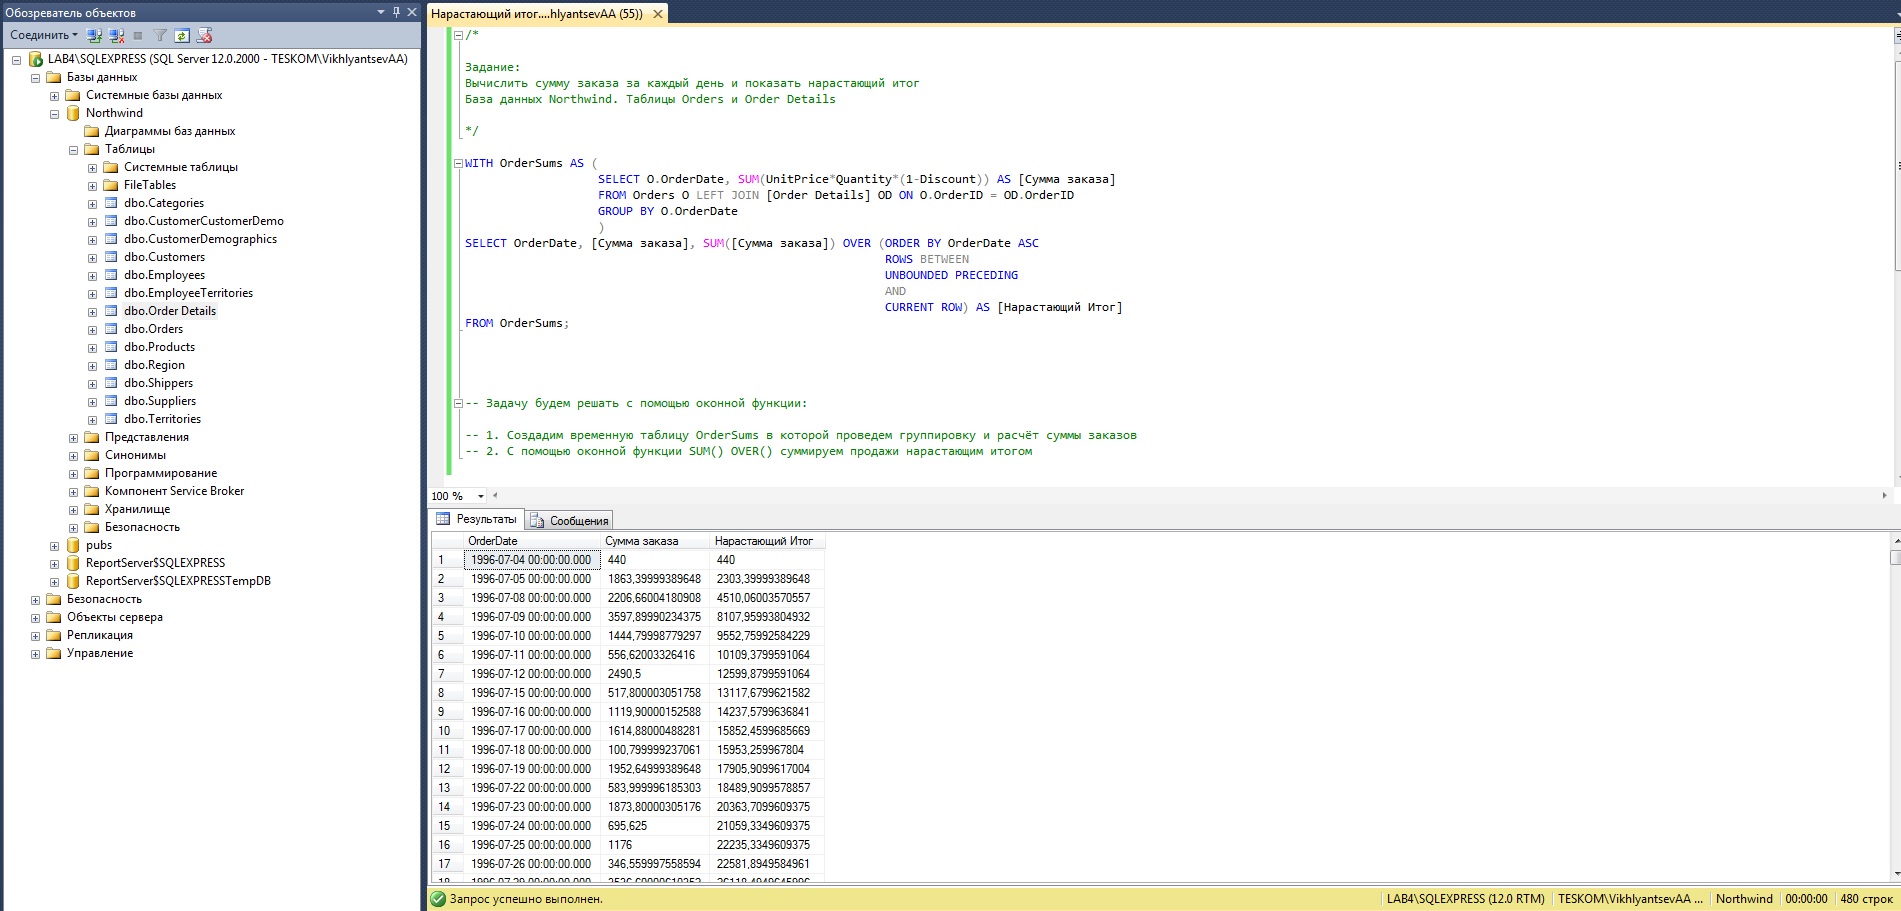 Обозреватель объектов
Соединить
LAB4\SQLEXPRESS (SQL Server 12.0.2000 - TESKOM\VikhlyantsevAA)
Базы данных
Системные базы данных
Northwind
Диаграммы баз данных
Таблицы
Системные таблицы
FileTables
dbo.Categories
dbo.CustomerCustomerDemo
dbo.CustomerDemographics
dbo.Customers
dbo.Employees
dbo.EmployeeTerritories
dbo.Order Details
dbo.Orders
dbo.Products
dbo.Region
dbo.Shippers
dbo.Suppliers
dbo.Territories
Представления
Синонимы
Программирование
Компонент Service Broker
Хранилище
Безопасность
pubs
ReportServer$SQLEXPRESS
ReportServer$SQLEXPRESSTempDB
Безопасность
Объекты сервера
Репликация
Управление
Нарастающий итог....hlyantsevAA (55))
/*
Задание:
Вычислить сумму заказа за каждый день и показать нарастающий итог
База данных Northwind. Таблицы Orders и Order Details
*/
WITH OrderSums AS (
SELECT O.OrderDate, SUM(UnitPrice*Quantity*(1-Discount)) AS [Сумма заказа]
FROM Orders O LEFT JOIN [Order Details] OD ON O.OrderID = OD.OrderID
GROUP BY O.OrderDate
)
SELECT OrderDate, [Сумма заказа], SUM([Сумма заказа]) OVER (ORDER BY OrderDate ASC
ROWS BETWEEN
UNBOUNDED PRECEDING
AND
CURRENT ROW) AS [Нарастающий Итог]
FROM OrderSums;
-- Задачу будем решать с помощью оконной функции:
-- 1. Создадим временную таблицу OrderSums в которой проведем группировку и расчёт суммы заказов
-- 2. С помощью оконной функции SUM() OVER() суммируем продажи нарастающим итогом
100 %
Результаты Сообщения
OrderDate Сумма заказа Нарастающий Итог
1 1996-07-04 00:00:00.000 440 440
2 1996-07-05 00:00:00.000 1863,39999389648 2303,39999389648
3 1996-07-08 00:00:00.000 2206,66004180908 4510,06003570557
4 1996-07-09 00:00:00.000 3597,89990234375 8107,95993804932
5 1996-07-10 00:00:00.000 1444,79998779297 9552,75992584229
6 1996-07-11 00:00:00.000 556,62003326416 10109,3799591064
7 1996-07-12 00:00:00.000 2490,5 12599,8799591064
8 1996-07-15 00:00:00.000 517,800003051758 13117,6799621582
9 1996-07-16 00:00:00.000 1119,90000152588 14237,5799636841
10 1996-07-17 00:00:00.000 1614,88000488281 15852,4599685669
11 1996-07-18 00:00:00.000 100,799999237061 15953,259967804
12 1996-07-19 00:00:00.000 1952,64999389648 17905,9099617004
13 1996-07-22 00:00:00.000 583,999996185303 18489,9099578857
14 1996-07-23 00:00:00.000 1873,80000305176 20363,7099609375
15 1996-07-24 00:00:00.000 695,625 21059,3349609375
16 1996-07-25 00:00:00.000 1176 22235,3349609375
17 1996-07-26 00:00:00.000 346,559997558594 22581,8949584961
Запрос успешно выполнен.
LAB4\SQLEXPRESS (12.0 RTM) TESKOM\VikhlyantsevAA ... Northwind 00:00:00 480 строк